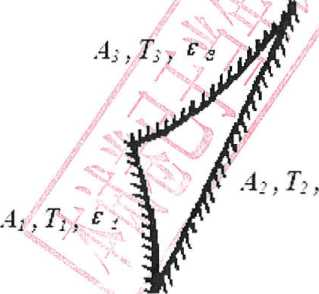 A₃, T₃, ε₃
A₂, T₂,
A₁, T₁, ε₁